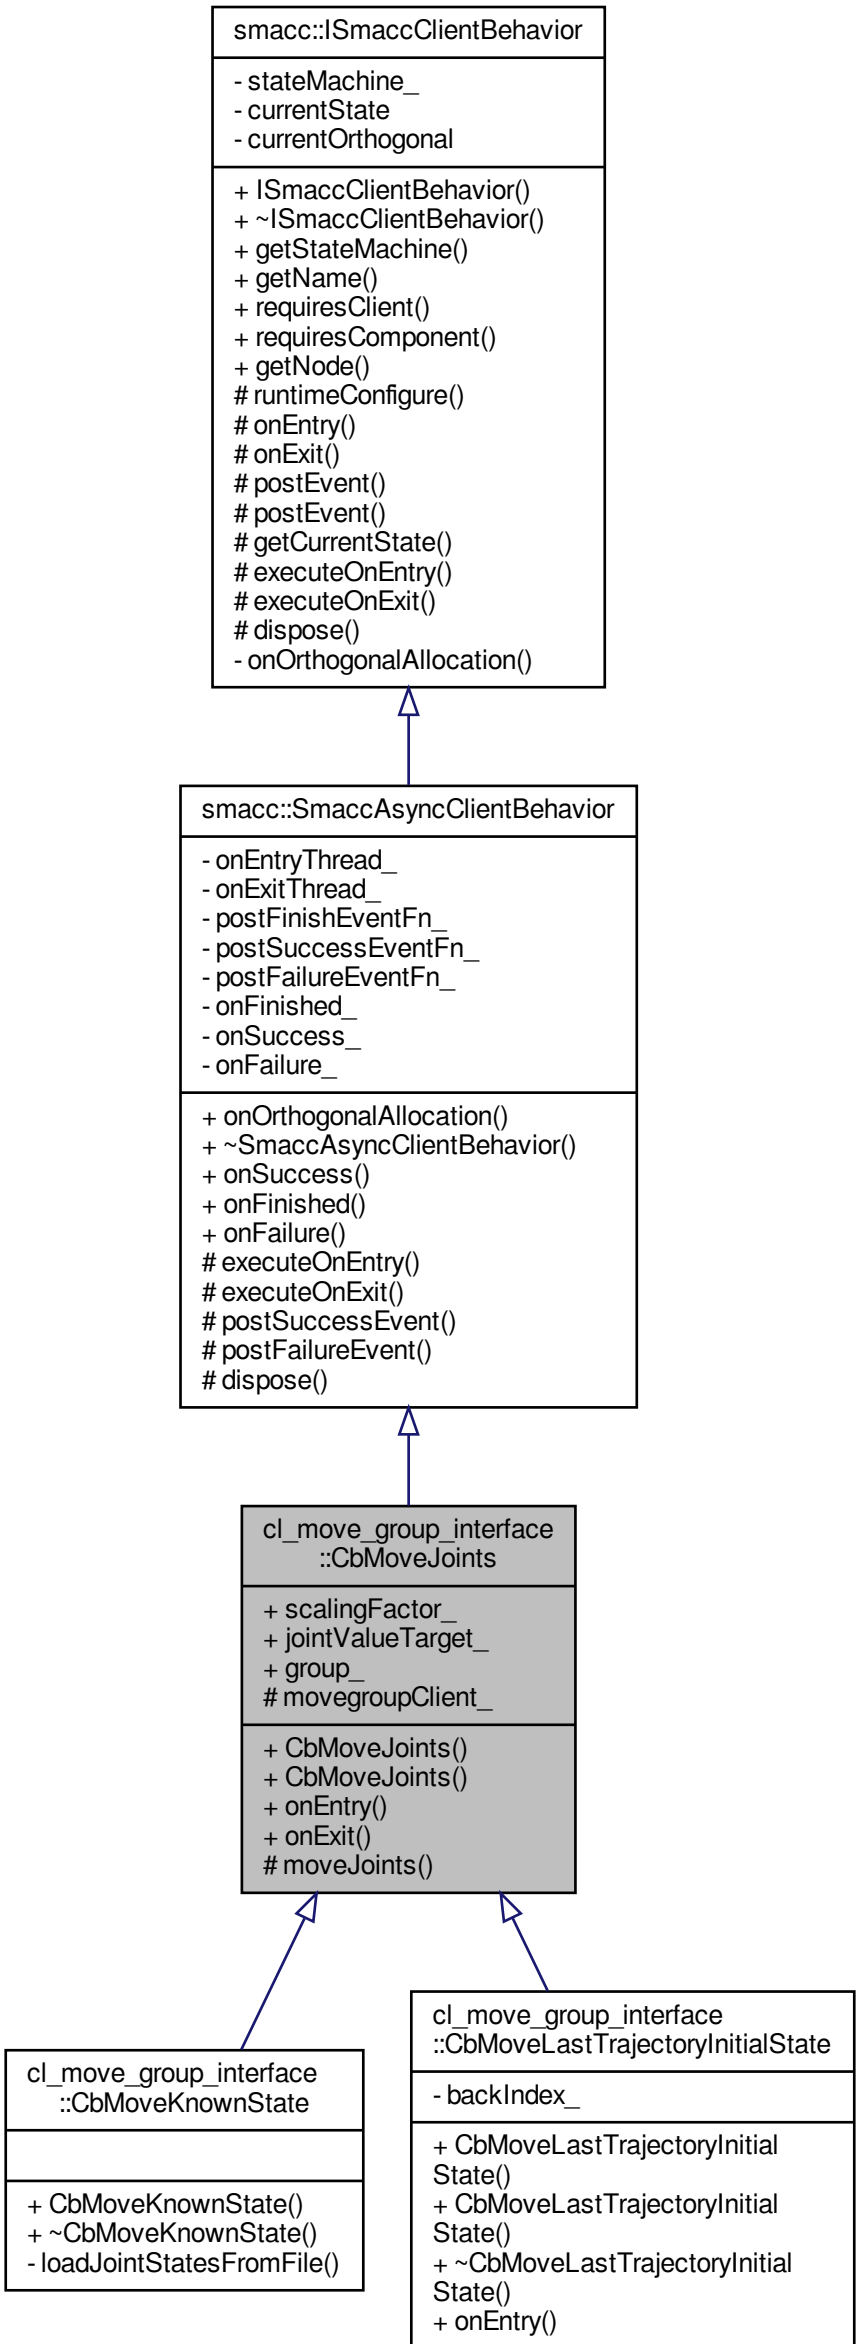 smacc::ISmaccClientBehavior
- stateMachine_
- currentState
- currentOrthogonal
+ ISmaccClientBehavior()
+ ~ISmaccClientBehavior()
+ getStateMachine()
+ getName()
+ requiresClient()
+ requiresComponent()
+ getNode()
# runtimeConfigure()
# onEntry()
# onExit()
# postEvent()
# postEvent()
# getCurrentState()
# executeOnEntry()
# executeOnExit()
# dispose()
- onOrthogonalAllocation()
smacc::SmaccAsyncClientBehavior
- onEntryThread_
- onExitThread_
- postFinishEventFn_
- postSuccessEventFn_
- postFailureEventFn_
- onFinished_
- onSuccess_
- onFailure_
+ onOrthogonalAllocation()
+ ~SmaccAsyncClientBehavior()
+ onSuccess()
+ onFinished()
+ onFailure()
# executeOnEntry()
# executeOnExit()
# postSuccessEvent()
# postFailureEvent()
# dispose()
cl_move_group_interface
::CbMoveJoints
+ scalingFactor_
+ jointValueTarget_
+ group_
# movegroupClient_
+ CbMoveJoints()
+ CbMoveJoints()
+ onEntry()
+ onExit()
# moveJoints()
cl_move_group_interface
::CbMoveKnownState
+ CbMoveKnownState()
+ ~CbMoveKnownState()
- loadJointStatesFromFile()
cl_move_group_interface
::CbMoveLastTrajectoryInitialState
- backIndex_
+ CbMoveLastTrajectoryInitial
State()
+ CbMoveLastTrajectoryInitial
State()
+ ~CbMoveLastTrajectoryInitial
State()
+ onEntry()